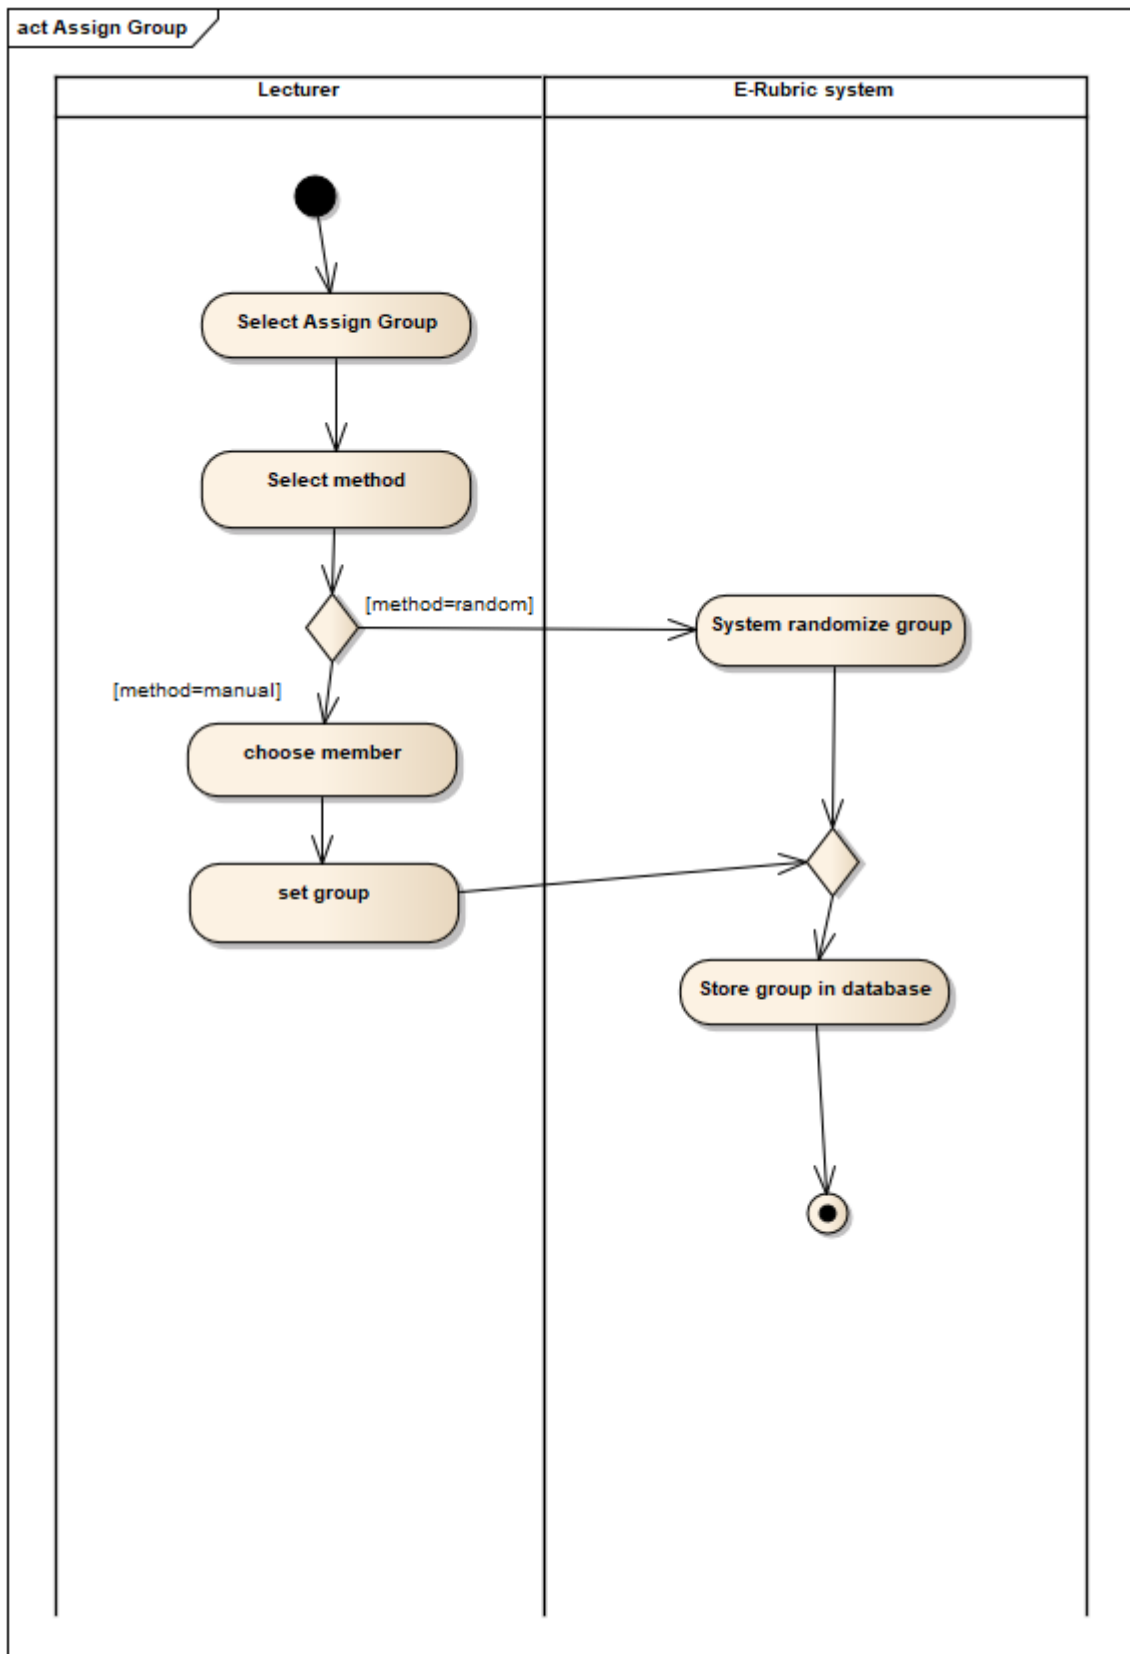 act Assign Group
Lecturer
E-Rubric system
Select Assign Group
Select method
[method=random]
System randomize group
[method=manual]
choose member
set group
Store group in database